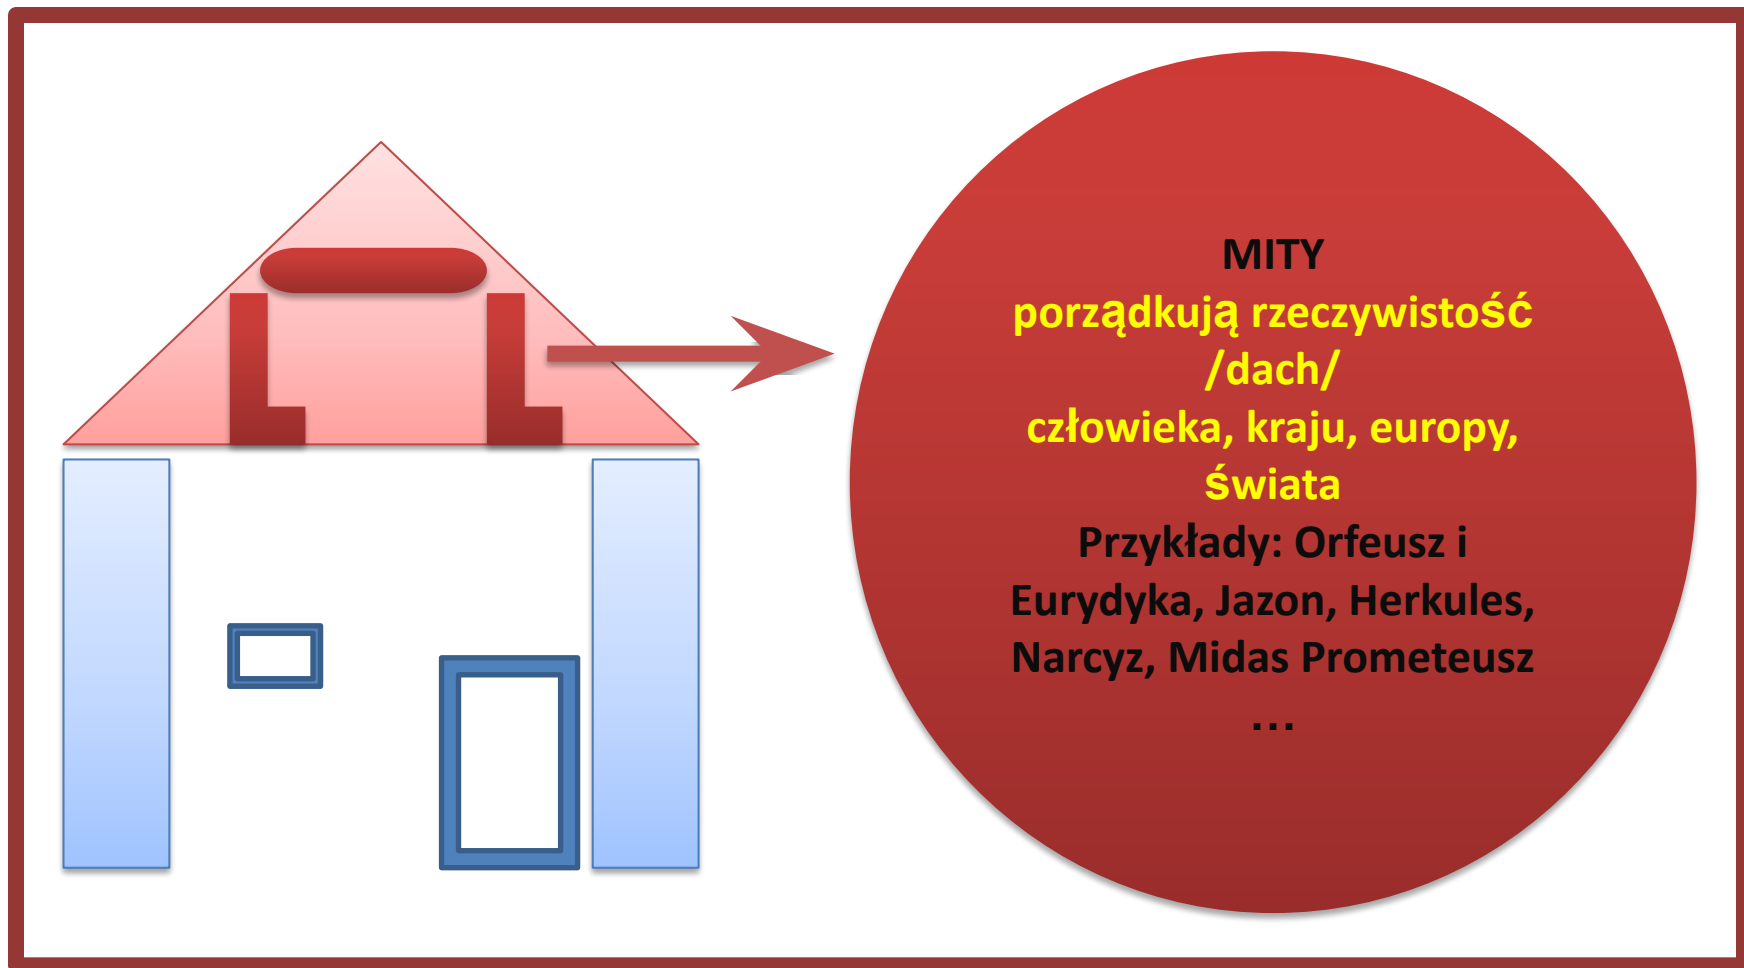 MITY
porządkują rzeczywistość
/dach/
człowieka, kraju, europy,
świata
Przykłady: Orfeusz i
Eurydyka, Jazon, Herkules,
Narcyz, Midas Prometeusz
…